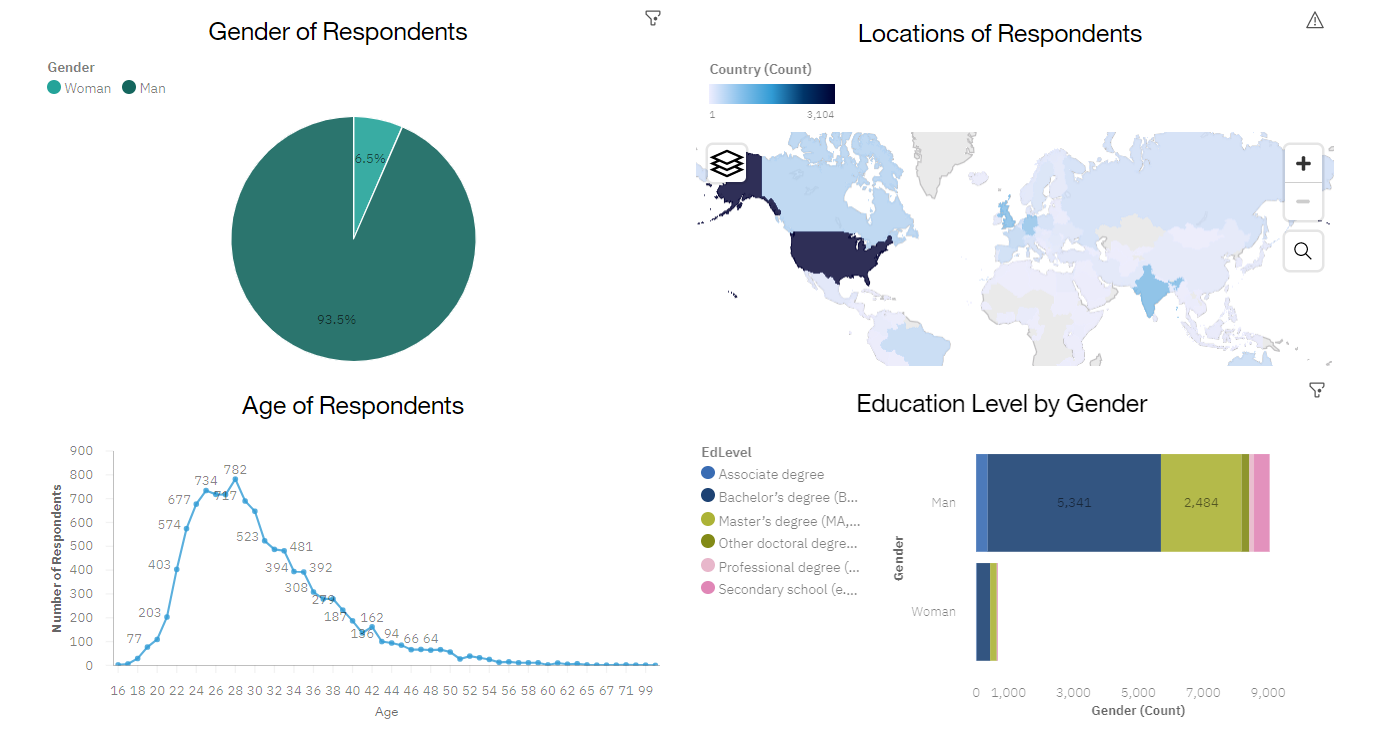 Gender of Respondents
Gender
Woman Man
6.5%
93.5%
Locations of Respondents
Country (Count)
1 3,104
Age of Respondents
Number of Respondents
900
800
700
600
500
400
300
200
100
0
77
203
403
574
677
734
717
782
523
481
394
392
308
279
187
162
136
94
66
64
16 18 20 22 24 26 28 30 32 34 36 38 40 42 44 46 48 50 52 54 56 58 60 62 65 67 71 99
Age
Education Level by Gender
EdLevel
Associate degree
Bachelor’s degree (B...
Master’s degree (MA,...
Other doctoral degre...
Professional degree (...
Secondary school (e....
Gender
Man
5,341
2,484
Woman
0 1,000 3,000 5,000 7,000 9,000
Gender (Count)